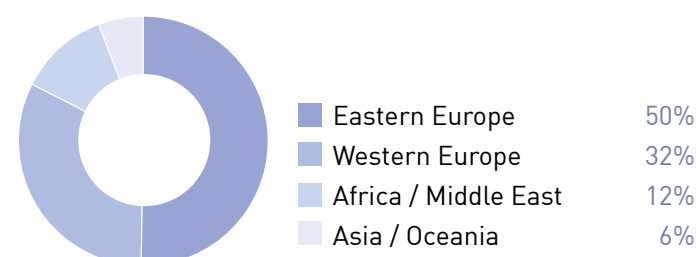 Eastern Europe 50%
Western Europe 32%
Africa / Middle East 12%
Asia / Oceania 6%